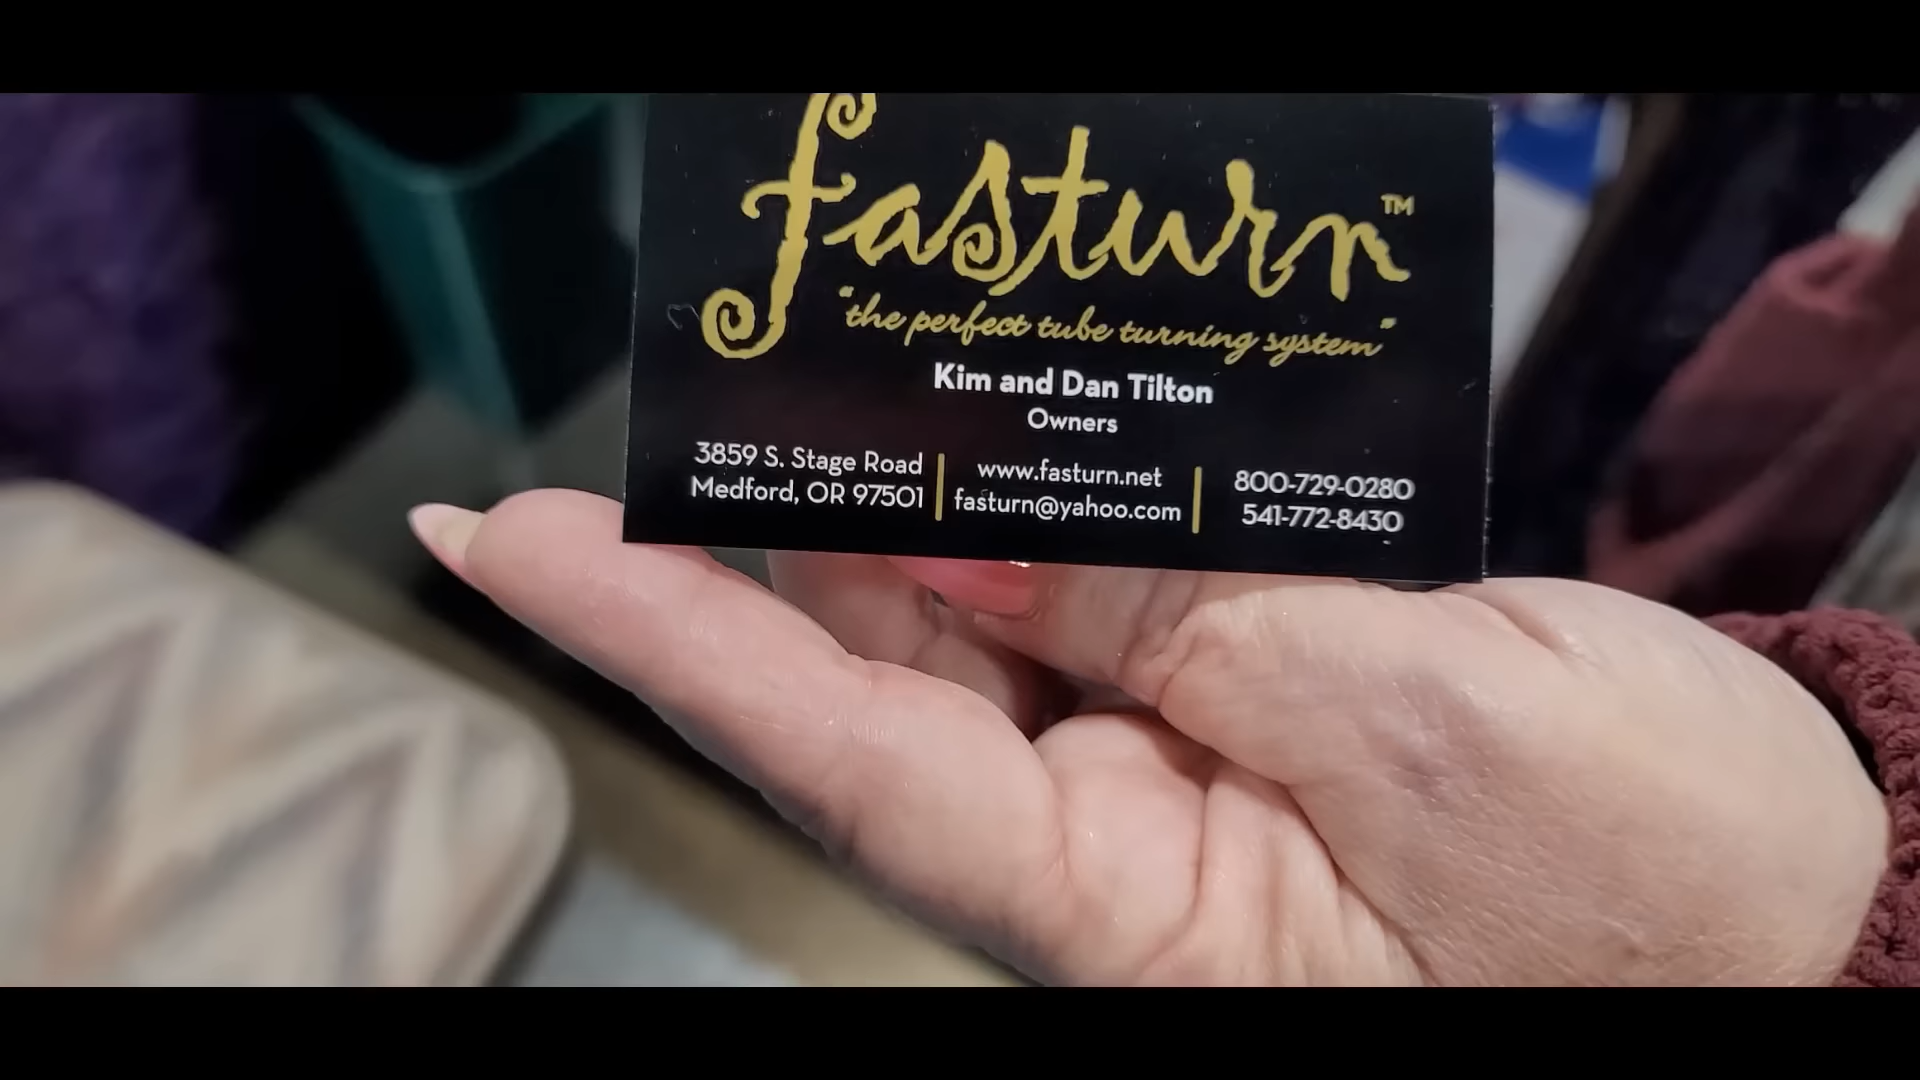 fasturn™
"the perfect tube turning system"
Kim and Dan Tilton
Owners
3859 S. Stage Road
Medford, OR 97501
www.fasturn.net
fasturn@yahoo.com
800-729-0280
541-772-8430